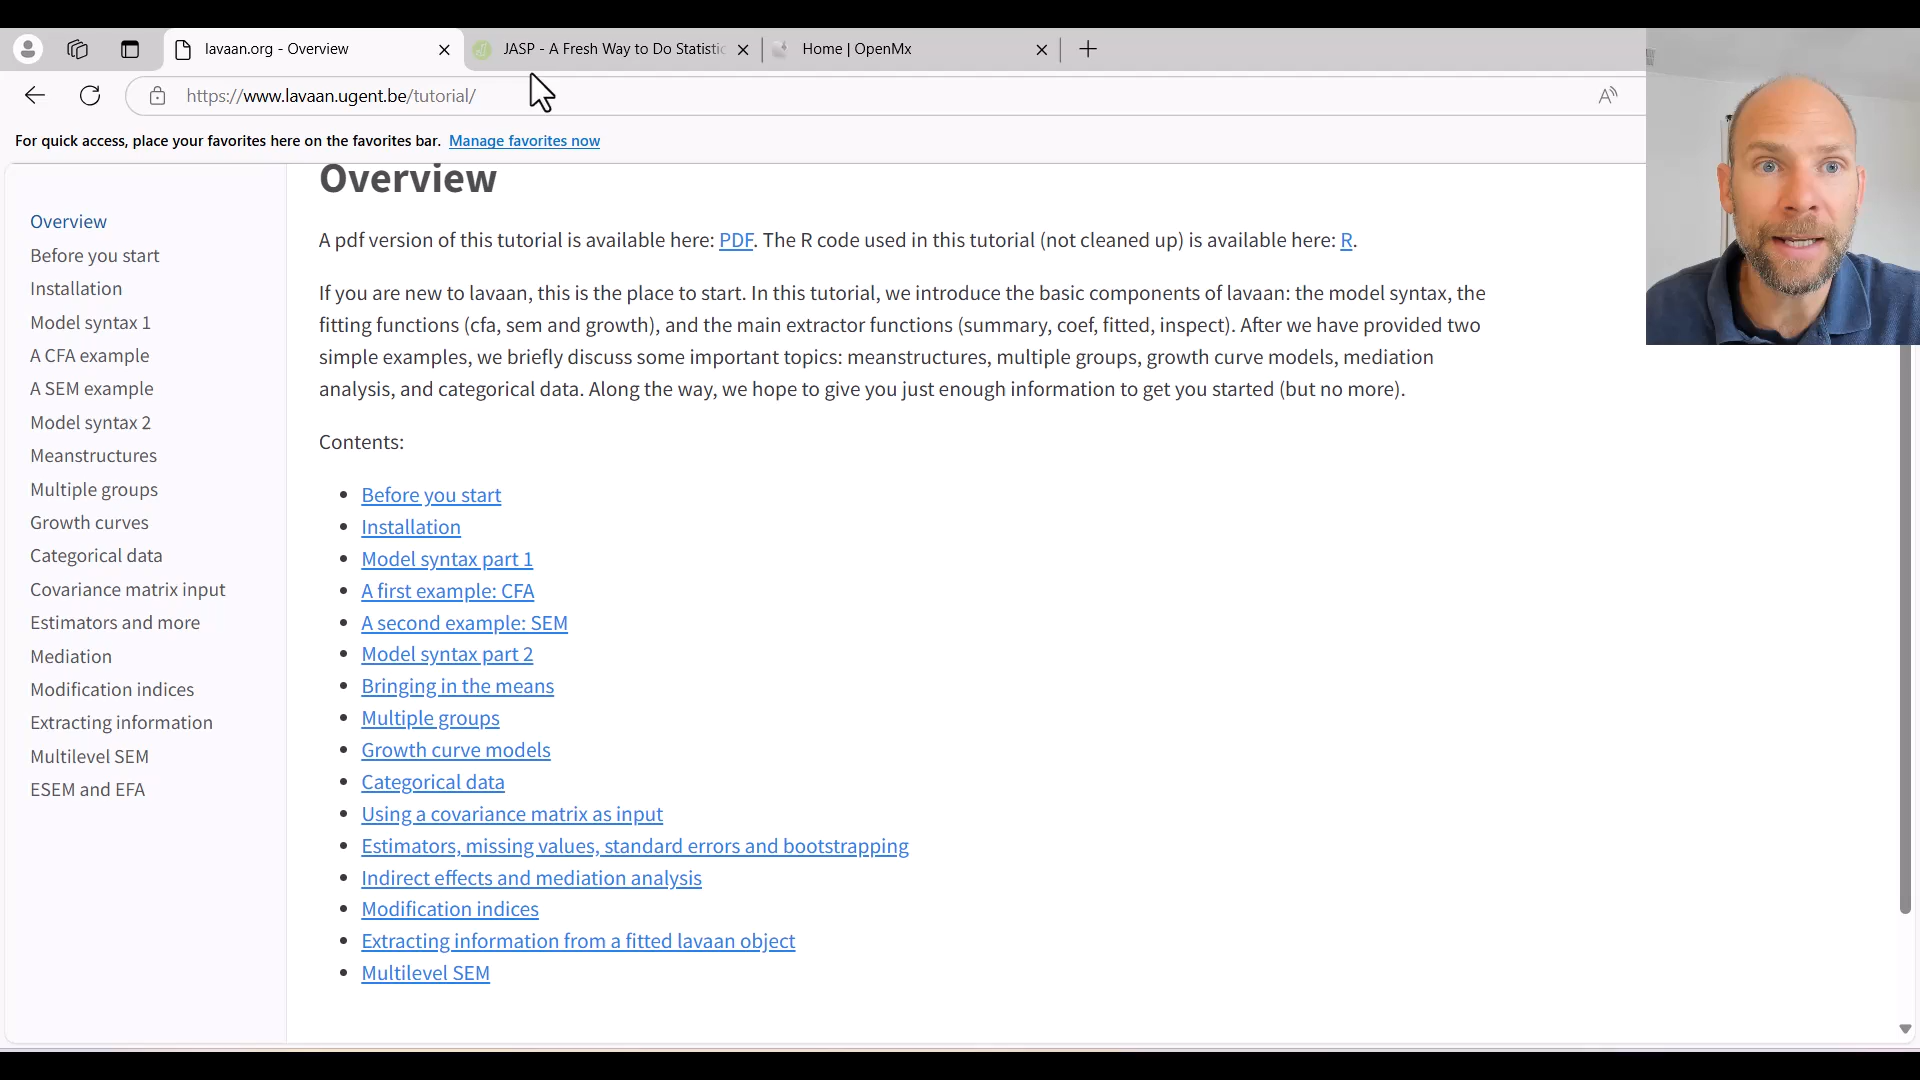 lavaan.org - Overview
JASP - A Fresh Way to Do Statistic
Home | OpenMx
https://www.lavaan.ugent.be/tutorial/
For quick access, place your favorites here on the favorites bar. Manage favorites now
Overview
Before you start
Installation
Model syntax 1
A CFA example
A SEM example
Model syntax 2
Meanstructures
Multiple groups
Growth curves
Categorical data
Covariance matrix input
Estimators and more
Mediation
Modification indices
Extracting information
Multilevel SEM
ESEM and EFA
Overview
A pdf version of this tutorial is available here: PDF. The R code used in this tutorial (not cleaned up) is available here: R.
If you are new to lavaan, this is the place to start. In this tutorial, we introduce the basic components of lavaan: the model syntax, the
fitting functions (cfa, sem and growth), and the main extractor functions (summary, coef, fitted, inspect). After we have provided two
simple examples, we briefly discuss some important topics: meanstructures, multiple groups, growth curve models, mediation
analysis, and categorical data. Along the way, we hope to give you just enough information to get you started (but no more).
Contents:
• Before you start
• Installation
• Model syntax part 1
• A first example: CFA
• A second example: SEM
• Model syntax part 2
• Bringing in the means
• Multiple groups
• Growth curve models
• Categorical data
• Using a covariance matrix as input
• Estimators, missing values, standard errors and bootstrapping
• Indirect effects and mediation analysis
• Modification indices
• Extracting information from a fitted lavaan object
• Multilevel SEM